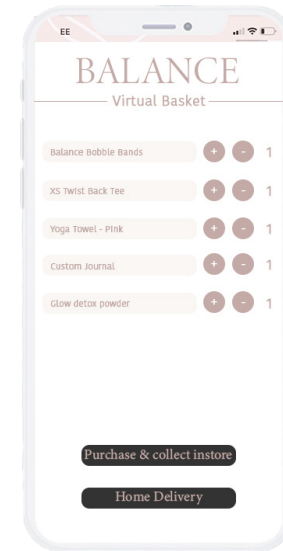 EE
BALANCE
Virtual Basket
Balance Bobble Bands + - 1
XS Twist Back Tee + - 1
Yoga Towel - Pink + - 1
Custom Journal + - 1
Glow detox powder + - 1
Purchase & collect instore
Home Delivery